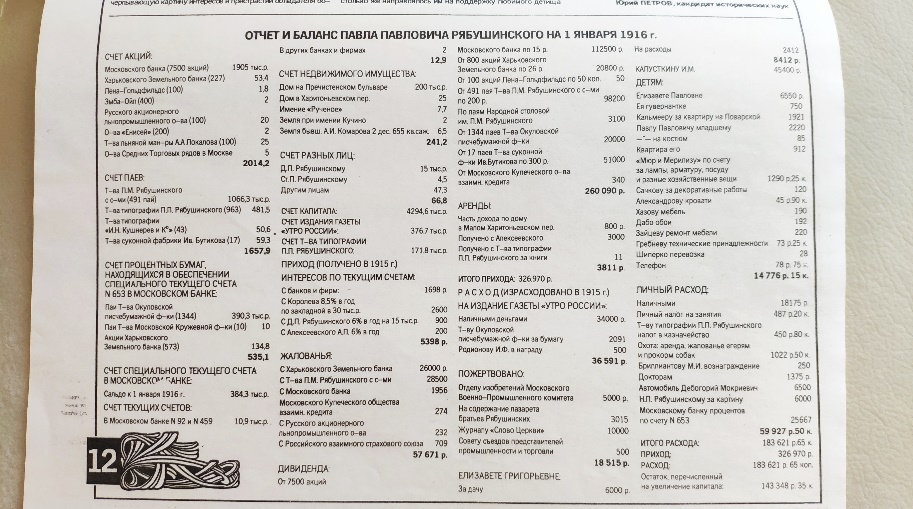 черпывающую картину интересов и пристрастий обладателя со-
столько же направлялось им на поддержку любимого детища
Юрий ПЕТРОВ, кандидат исторических наук
ОТЧЕТ И БАЛАНС ПАВЛА ПАВЛОВИЧА РЯБУШИНСКОГО НА 1 ЯНВАРЯ 1916 г.
СЧЕТ АКЦИЙ:
Московского банка (7500 акций) 1905 тыс.р.
Харьковского Земельного банка (227) 53,4
Лена-Гольдфильдс (100) 1,8
Эмба-Ойл (400) 2
Русского акционерного
льнопромышленного о-ва (100) 20
О-ва «Енисей» (200) 2
Т-ва льняной ман-ры А.А.Локалова (100) 25
О-ва Средних Торговых рядов в Москве 5
2014,2
СЧЕТ ПАЕВ:
Т-ва П.М. Рябушинского
с с-ми (491 пай) 1066,3 тыс.р.
Т-ва типографии П.П. Рябушинского (963) 481,5
Т-ва типографии
«И.Н. Кушнерев и Кº» (43) 50,6
Т-ва суконной фабрики Ив. Бутикова (17) 59,3
1657,9
СЧЕТ ПРОЦЕНТНЫХ БУМАГ,
НАХОДЯЩИХСЯ В ОБЕСПЕЧЕНИИ
СПЕЦИАЛЬНОГО ТЕКУЩЕГО СЧЕТА
N 653 В МОСКОВСКОМ БАНКЕ:
Паи Т-ва Окуловской
писчебумажной ф-ки (1344) 390,3 тыс.р.
Паи Т-ва Московской Кружевной ф-ки (10) 10
Акции Харьковского
Земельного банка (573) 134,8
535,1
СЧЕТ СПЕЦИАЛЬНОГО ТЕКУЩЕГО СЧЕТА
В МОСКОВСКОМ БАНКЕ:
Сальдо к 1 января 1916 г. 384,3 тыс.р.
СЧЕТ ТЕКУЩИХ СЧЕТОВ:
В Московском банке N 92 и N 459 10,9 тыс.р.
12
В других банках и фирмах 2
12,9
СЧЕТ НЕДВИЖИМОГО ИМУЩЕСТВА:
Дом на Пречистенском бульваре 200 тыс.р.
Дом в Харитоньевском пер. 25
Имение «Рученое» 7,7
Земля при имении Кучино 2
Земля бывш. А.И. Комарова 2 дес. 655 кв.саж. 6,5
241,2
СЧЕТ РАЗНЫХ ЛИЦ:
Д.П. Рябушинскому 15 тыс.р.
Ст.П. Рябушинскому 4,5
Другим лицам 47,3
66,8
СЧЕТ КАПИТАЛА: 4294,6 тыс.р.
СЧЕТ ИЗДАНИЯ ГАЗЕТЫ
«УТРО РОССИИ»: 376,7 тыс.р.
СЧЕТ Т-ВА ТИПОГРАФИИ
П.П. РЯБУШИНСКОГО: 171,8 тыс.р.
ПРИХОД (ПОЛУЧЕНО В 1915 г.)
ИНТЕРЕСОВ ПО ТЕКУЩИМ СЧЕТАМ:
С банков и фирм: 1698 р.
С Королева 8,5% в год
по закладной в 30 тыс.р. 2600
С Д.П. Рябушинского 6% в год на 15 тыс.р. 900
С Алексеевского А.П. 6% в год 200
5398 р.
ЖАЛОВАНЬЯ:
С Харьковского Земельного банка 26000 р.
С Т-ва П.М. Рябушинского с с-ми 28500
С Московского банка 1956
Московского Купеческого общества
взаимн. кредита 274
С Русского акционерного
льнопромышленного о-ва 232
С Российского взаимного страхового союза 709
57 671 р.
ДИВИДЕНДА:
От 7500 акций
Московского банка по 15 р. 112500 р.
От 800 акций Харьковского
Земельного банка по 26 р. 20800 р.
От 100 акций Лена-Гольдфильдс по 50 коп. 50
От 491 пая Т-ва П.М. Рябушинского с с-ми
по 200 р. 98200
По паям Народной столовой
им. П.М. Рябушинского 3100
От 1344 паев Т-ва Окуловской
писчебумажной ф-ки 20000
От 17 паев Т-ва суконной
ф-ки Ив.Бутикова по 300 р. 51000
От Московского Купеческого о-ва
взаимн. кредита 340
260 090 р.
АРЕНДЫ:
Часть дохода по дому
в Малом Харитоньевском пер. 800 р.
Получено с Алексеевского 3000
Получено с Т-ва типографии
П.П. Рябушинского за книги 11
3811 р.
ИТОГО ПРИХОД: 326.970 р.
Р А С Х О Д (ИЗРАСХОДОВАНО В 1915 г.)
НА ИЗДАНИЕ ГАЗЕТЫ «УТРО РОССИИ»:
Наличными деньгами 34000 р.
Т-ву Окуловской
писчебумажной ф-ки за бумагу 2091
Родионову И.Ф. в награду 500
36 591 р.
ПОЖЕРТВОВАНО:
Отделу изобретений Московского
Военно-Промышленного комитета 5000 р.
На содержание лазарета
братьев Рябушинских 3015
Журналу «Слово Церкви» 10000
Совету съездов представителей
промышленности и торговли 500
18 515 р.
ЕЛИЗАВЕТЕ ГРИГОРЬЕВНЕ:
За дачу 6000 р.
На расходы 2412
8412 р.
КАПУСТКИНУ И.М. 45400 р.
ДЕТЯМ:
Елизавете Павловне 6550 р.
Ея гувернантке 750
Кальмееру за квартиру на Поварской 1921
Павлу Павловичу младшему 2220
-"- на костюм 85
Квартира его 912
«Мюр и Мерилизу» по счету
за лампы, арматуру, посуду
и разные хозяйственные вещи 1290 р.25 к.
Сачкову за декоративные работы 120
Александрову кровати 45 р.90 к.
Хазову мебель 190
Дабо обои 192
Зайцеву ремонт мебели 220
Гребневу технические принадлежности 73 р.25 к.
Шиперко перевозка 28
Телефон 78 р. 75 к.
14 776 р. 15 к.
ЛИЧНЫЙ РАСХОД:
Наличными 18175 р.
Личный налог на занятия 487 р.20 к.
Т-ву типографии П.П. Рябушинского
налог в казначейство 450 р.80 к.
Охота: аренда, жалованье егерям
и прокорм собак 1022 р.50 к.
Бриллиантову М.И. вознаграждение 250
Докторам 1375 р.
Автомобиль Дебогорий Мокриевич 6500
Н.П. Рябушинскому за картину 6000
Московскому банку процентов
по счету N 653 25667
59 927 р.50 к.
ИТОГО РАСХОДА: 183 621 р.65 к.
ПРИХОД: 326 970 р.
РАСХОД: 183 621 р.65 коп.
Остаток, перечисленный
на увеличение капитала: 143 348 р. 35 к.